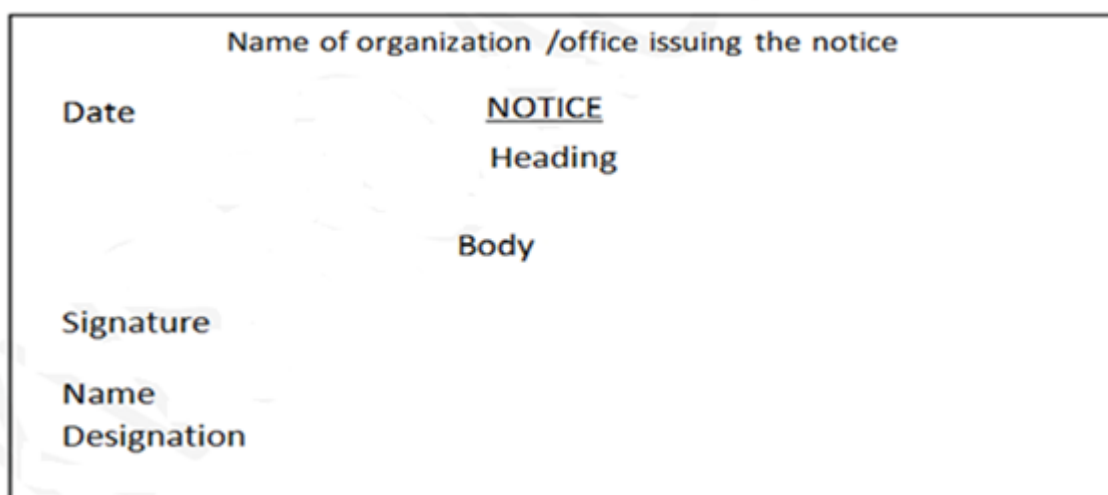 Name of organization /office issuing the notice
Date NOTICE
Heading
Body
Signature
Name
Designation